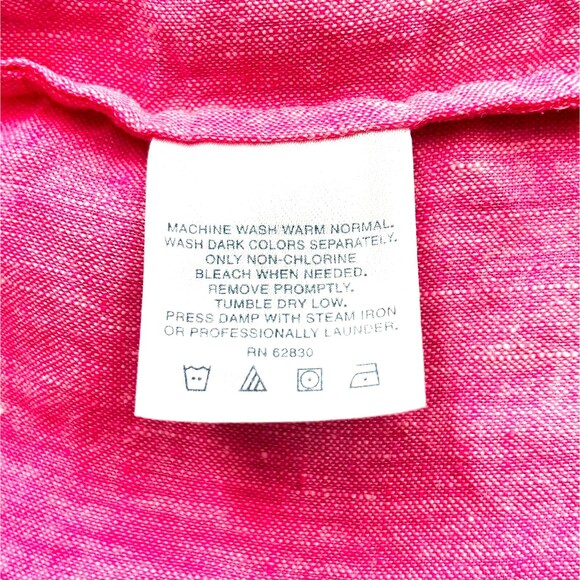 MACHINE WASH WARM NORMAL.
WASH DARK COLORS SEPARATELY.
ONLY NON-CHLORINE
BLEACH WHEN NEEDED.
REMOVE PROMPTLY.
TUMBLE DRY LOW.
PRESS DAMP WITH STEAM IRON
OR PROFESSIONALLY LAUNDER.
RN 62830